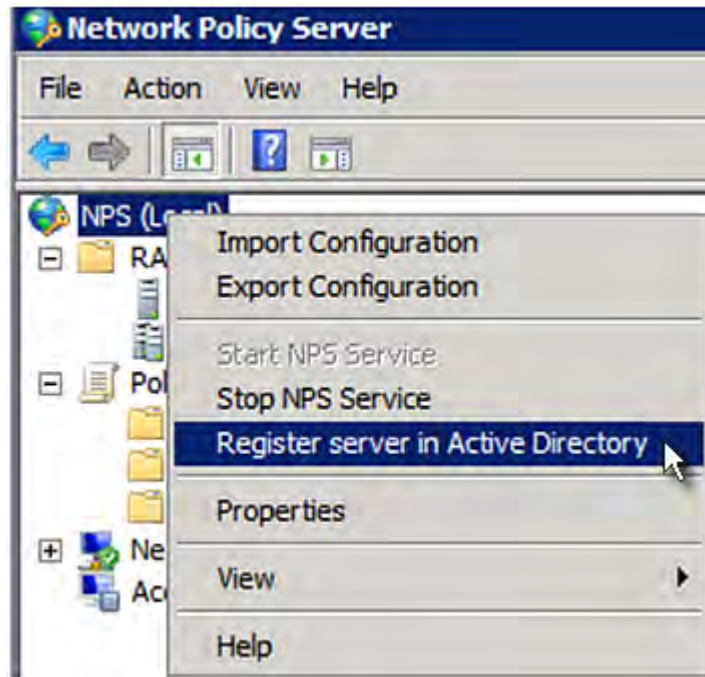 Network Policy Server
File Action View Help
NPS (Local)
RA
Pol
Ne
Acc
Import Configuration
Export Configuration
Start NPS Service
Stop NPS Service
Register server in Active Directory
Properties
View
Help